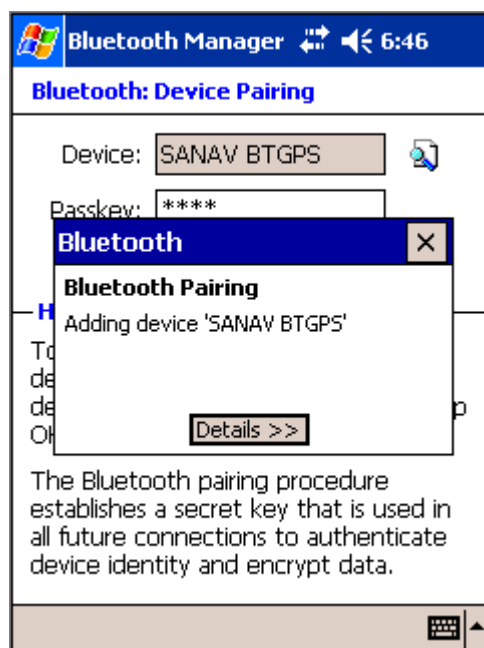 Bluetooth Manager 6:46
Bluetooth: Device Pairing
Device: SANAV BTGPS
Passkey: ****
Bluetooth
Bluetooth Pairing
Adding device 'SANAV BTGPS'
Details >>
The Bluetooth pairing procedure
establishes a secret key that is used in
all future connections to authenticate
device identity and encrypt data.